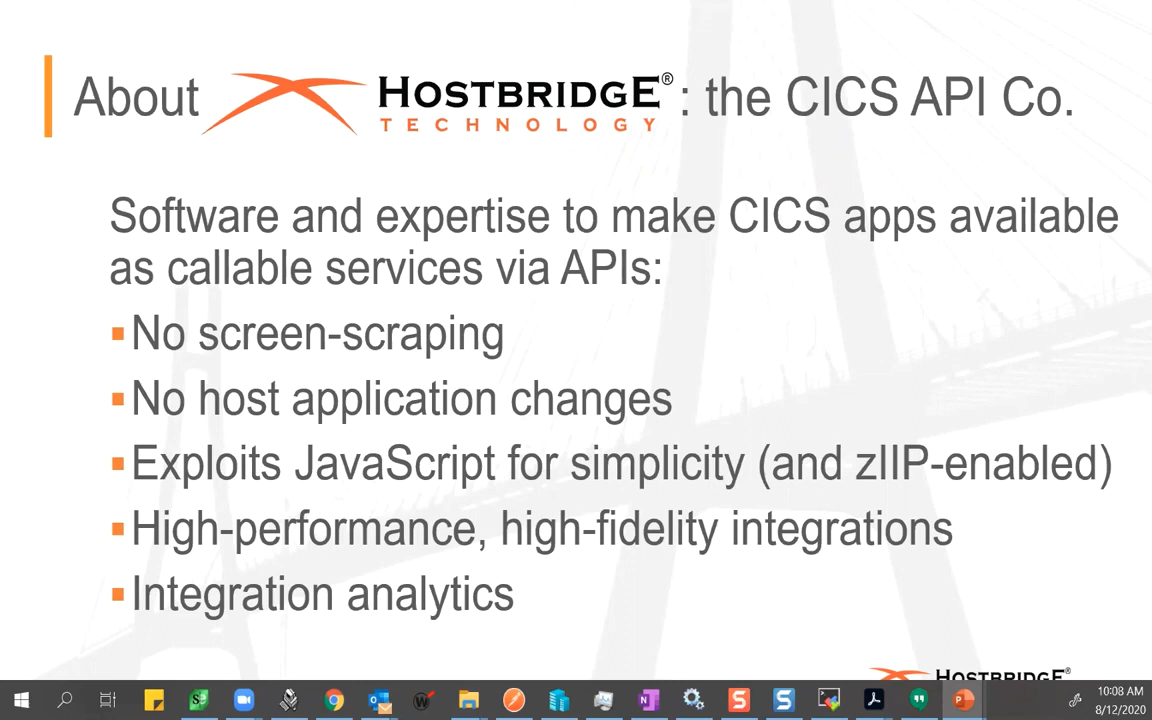 About HOSTBRIDGE® TECHNOLOGY : the CICS API Co.
Software and expertise to make CICS apps available
as callable services via APIs:
▪No screen-scraping
▪No host application changes
▪Exploits JavaScript for simplicity (and zIIP-enabled)
▪High-performance, high-fidelity integrations
▪Integration analytics
HOSTBRIDGE®
10:08 AM
8/12/2020